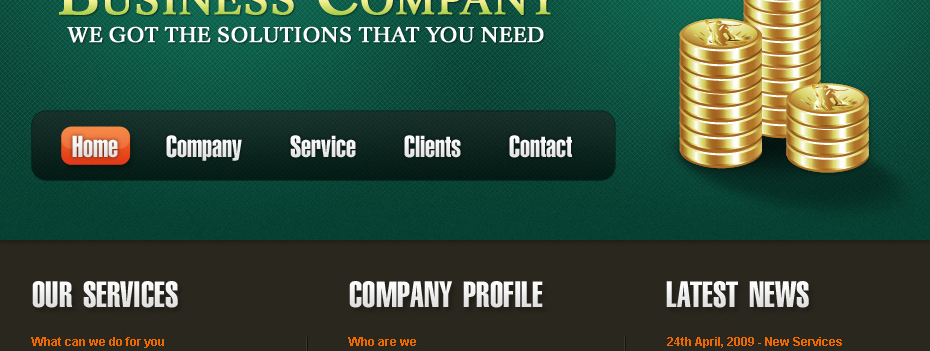 BUSINESS COMPANY
WE GOT THE SOLUTIONS THAT YOU NEED
Home Company Service Clients Contact
OUR SERVICES COMPANY PROFILE LATEST NEWS
What can we do for you Who are we 24th April, 2009 - New Services